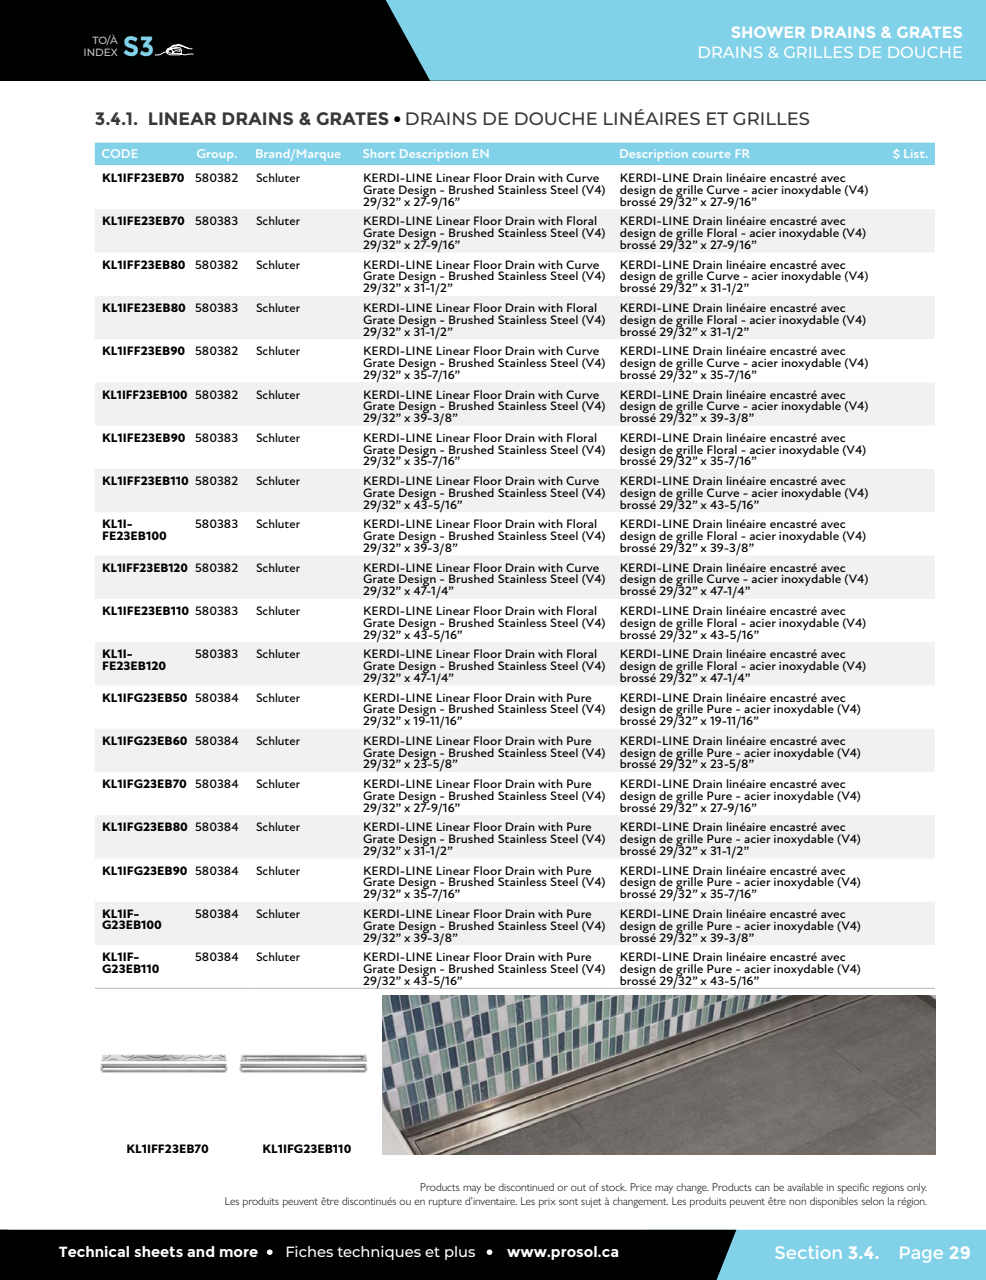 TO/À
INDEX S3
SHOWER DRAINS & GRATES
DRAINS & GRILLES DE DOUCHE
3.4.1. LINEAR DRAINS & GRATES • DRAINS DE DOUCHE LINÉAIRES ET GRILLES
CODE Group. Brand/Marque Short Description EN Description courte FR $ List.
KL1IFF23EB70 580382 Schluter KERDI-LINE Linear Floor Drain with Curve KERDI-LINE Drain linéaire encastré avec
Grate Design - Brushed Stainless Steel (V4) design de grille Curve - acier inoxydable (V4)
29/32” x 27-9/16” brossé 29/32” x 27-9/16”
KL1IFE23EB70 580383 Schluter KERDI-LINE Linear Floor Drain with Floral KERDI-LINE Drain linéaire encastré avec
Grate Design - Brushed Stainless Steel (V4) design de grille Floral - acier inoxydable (V4)
29/32” x 27-9/16” brossé 29/32” x 27-9/16”
KL1IFF23EB80 580382 Schluter KERDI-LINE Linear Floor Drain with Curve KERDI-LINE Drain linéaire encastré avec
Grate Design - Brushed Stainless Steel (V4) design de grille Curve - acier inoxydable (V4)
29/32” x 31-1/2” brossé 29/32” x 31-1/2”
KL1IFE23EB80 580383 Schluter KERDI-LINE Linear Floor Drain with Floral KERDI-LINE Drain linéaire encastré avec
Grate Design - Brushed Stainless Steel (V4) design de grille Floral - acier inoxydable (V4)
29/32” x 31-1/2” brossé 29/32” x 31-1/2”
KL1IFF23EB90 580382 Schluter KERDI-LINE Linear Floor Drain with Curve KERDI-LINE Drain linéaire encastré avec
Grate Design - Brushed Stainless Steel (V4) design de grille Curve - acier inoxydable (V4)
29/32” x 35-7/16” brossé 29/32” x 35-7/16”
KL1IFF23EB100 580382 Schluter KERDI-LINE Linear Floor Drain with Curve KERDI-LINE Drain linéaire encastré avec
Grate Design - Brushed Stainless Steel (V4) design de grille Curve - acier inoxydable (V4)
29/32” x 39-3/8” brossé 29/32” x 39-3/8”
KL1IFE23EB90 580383 Schluter KERDI-LINE Linear Floor Drain with Floral KERDI-LINE Drain linéaire encastré avec
Grate Design - Brushed Stainless Steel (V4) design de grille Floral - acier inoxydable (V4)
29/32” x 35-7/16” brossé 29/32” x 35-7/16”
KL1IFF23EB110 580382 Schluter KERDI-LINE Linear Floor Drain with Curve KERDI-LINE Drain linéaire encastré avec
Grate Design - Brushed Stainless Steel (V4) design de grille Curve - acier inoxydable (V4)
29/32” x 43-5/16” brossé 29/32” x 43-5/16”
KL1I- 580383 Schluter KERDI-LINE Linear Floor Drain with Floral KERDI-LINE Drain linéaire encastré avec
FE23EB100 Grate Design - Brushed Stainless Steel (V4) design de grille Floral - acier inoxydable (V4)
29/32” x 39-3/8” brossé 29/32” x 39-3/8”
KL1IFF23EB120 580382 Schluter KERDI-LINE Linear Floor Drain with Curve KERDI-LINE Drain linéaire encastré avec
Grate Design - Brushed Stainless Steel (V4) design de grille Curve - acier inoxydable (V4)
29/32” x 47-1/4” brossé 29/32” x 47-1/4”
KL1IFE23EB110 580383 Schluter KERDI-LINE Linear Floor Drain with Floral KERDI-LINE Drain linéaire encastré avec
Grate Design - Brushed Stainless Steel (V4) design de grille Floral - acier inoxydable (V4)
29/32” x 43-5/16” brossé 29/32” x 43-5/16”
KL1I- 580383 Schluter KERDI-LINE Linear Floor Drain with Floral KERDI-LINE Drain linéaire encastré avec
FE23EB120 Grate Design - Brushed Stainless Steel (V4) design de grille Floral - acier inoxydable (V4)
29/32” x 47-1/4” brossé 29/32” x 47-1/4”
KL1IFG23EB50 580384 Schluter KERDI-LINE Linear Floor Drain with Pure KERDI-LINE Drain linéaire encastré avec
Grate Design - Brushed Stainless Steel (V4) design de grille Pure - acier inoxydable (V4)
29/32” x 19-11/16” brossé 29/32” x 19-11/16”
KL1IFG23EB60 580384 Schluter KERDI-LINE Linear Floor Drain with Pure KERDI-LINE Drain linéaire encastré avec
Grate Design - Brushed Stainless Steel (V4) design de grille Pure - acier inoxydable (V4)
29/32” x 23-5/8” brossé 29/32” x 23-5/8”
KL1IFG23EB70 580384 Schluter KERDI-LINE Linear Floor Drain with Pure KERDI-LINE Drain linéaire encastré avec
Grate Design - Brushed Stainless Steel (V4) design de grille Pure - acier inoxydable (V4)
29/32” x 27-9/16” brossé 29/32” x 27-9/16”
KL1IFG23EB80 580384 Schluter KERDI-LINE Linear Floor Drain with Pure KERDI-LINE Drain linéaire encastré avec
Grate Design - Brushed Stainless Steel (V4) design de grille Pure - acier inoxydable (V4)
29/32” x 31-1/2” brossé 29/32” x 31-1/2”
KL1IFG23EB90 580384 Schluter KERDI-LINE Linear Floor Drain with Pure KERDI-LINE Drain linéaire encastré avec
Grate Design - Brushed Stainless Steel (V4) design de grille Pure - acier inoxydable (V4)
29/32” x 35-7/16” brossé 29/32” x 35-7/16”
KL1IF- 580384 Schluter KERDI-LINE Linear Floor Drain with Pure KERDI-LINE Drain linéaire encastré avec
G23EB100 Grate Design - Brushed Stainless Steel (V4) design de grille Pure - acier inoxydable (V4)
29/32” x 39-3/8” brossé 29/32” x 39-3/8”
KL1IF- 580384 Schluter KERDI-LINE Linear Floor Drain with Pure KERDI-LINE Drain linéaire encastré avec
G23EB110 Grate Design - Brushed Stainless Steel (V4) design de grille Pure - acier inoxydable (V4)
29/32” x 43-5/16” brossé 29/32” x 43-5/16”
KL1IFF23EB70 KL1IFG23EB110
Products may be discontinued or out of stock. Price may change. Products can be available in specific regions only.
Les produits peuvent être discontinués ou en rupture d’inventaire. Les prix sont sujet à changement. Les produits peuvent être non disponibles selon la région.
Technical sheets and more • Fiches techniques et plus • www.prosol.ca
Section 3.4. Page 29